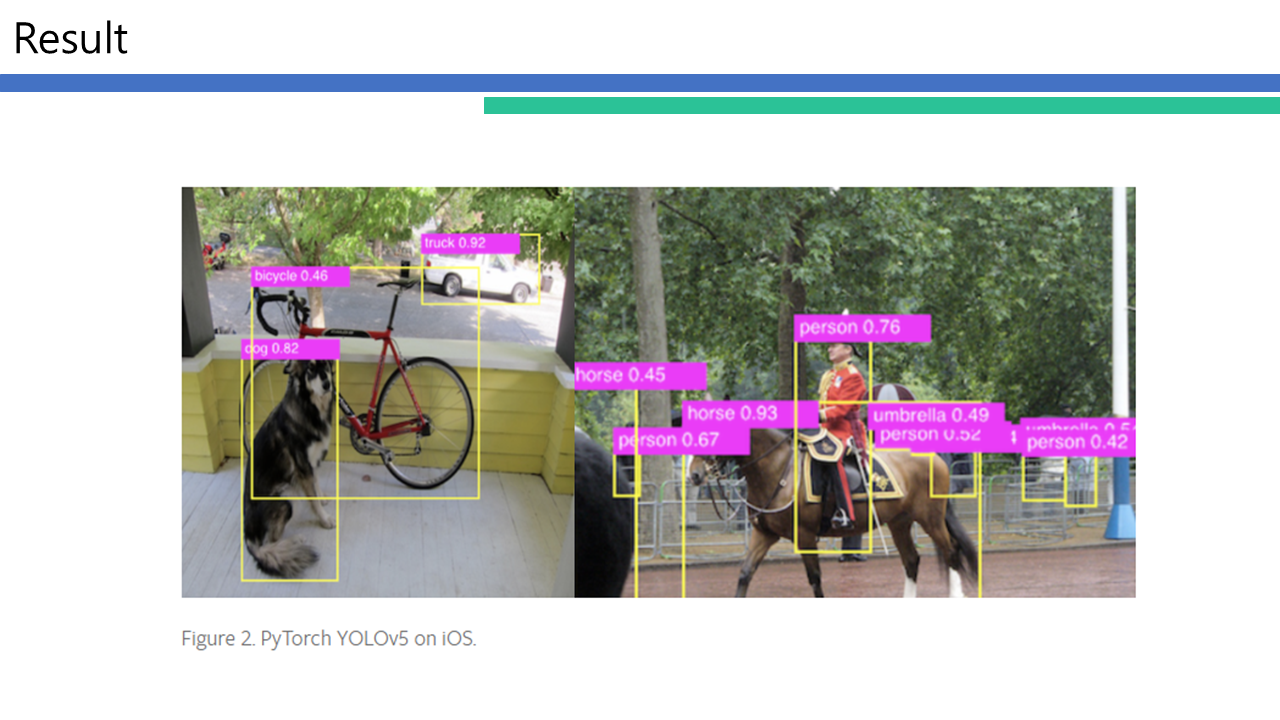 Result
truck 0.92
bicycle 0.46
dog 0.82
person 0.76
horse 0.45
horse 0.93
umbrella 0.49
person 0.67
person 0.52
person 0.42
Figure 2. PyTorch YOLOv5 on iOS.